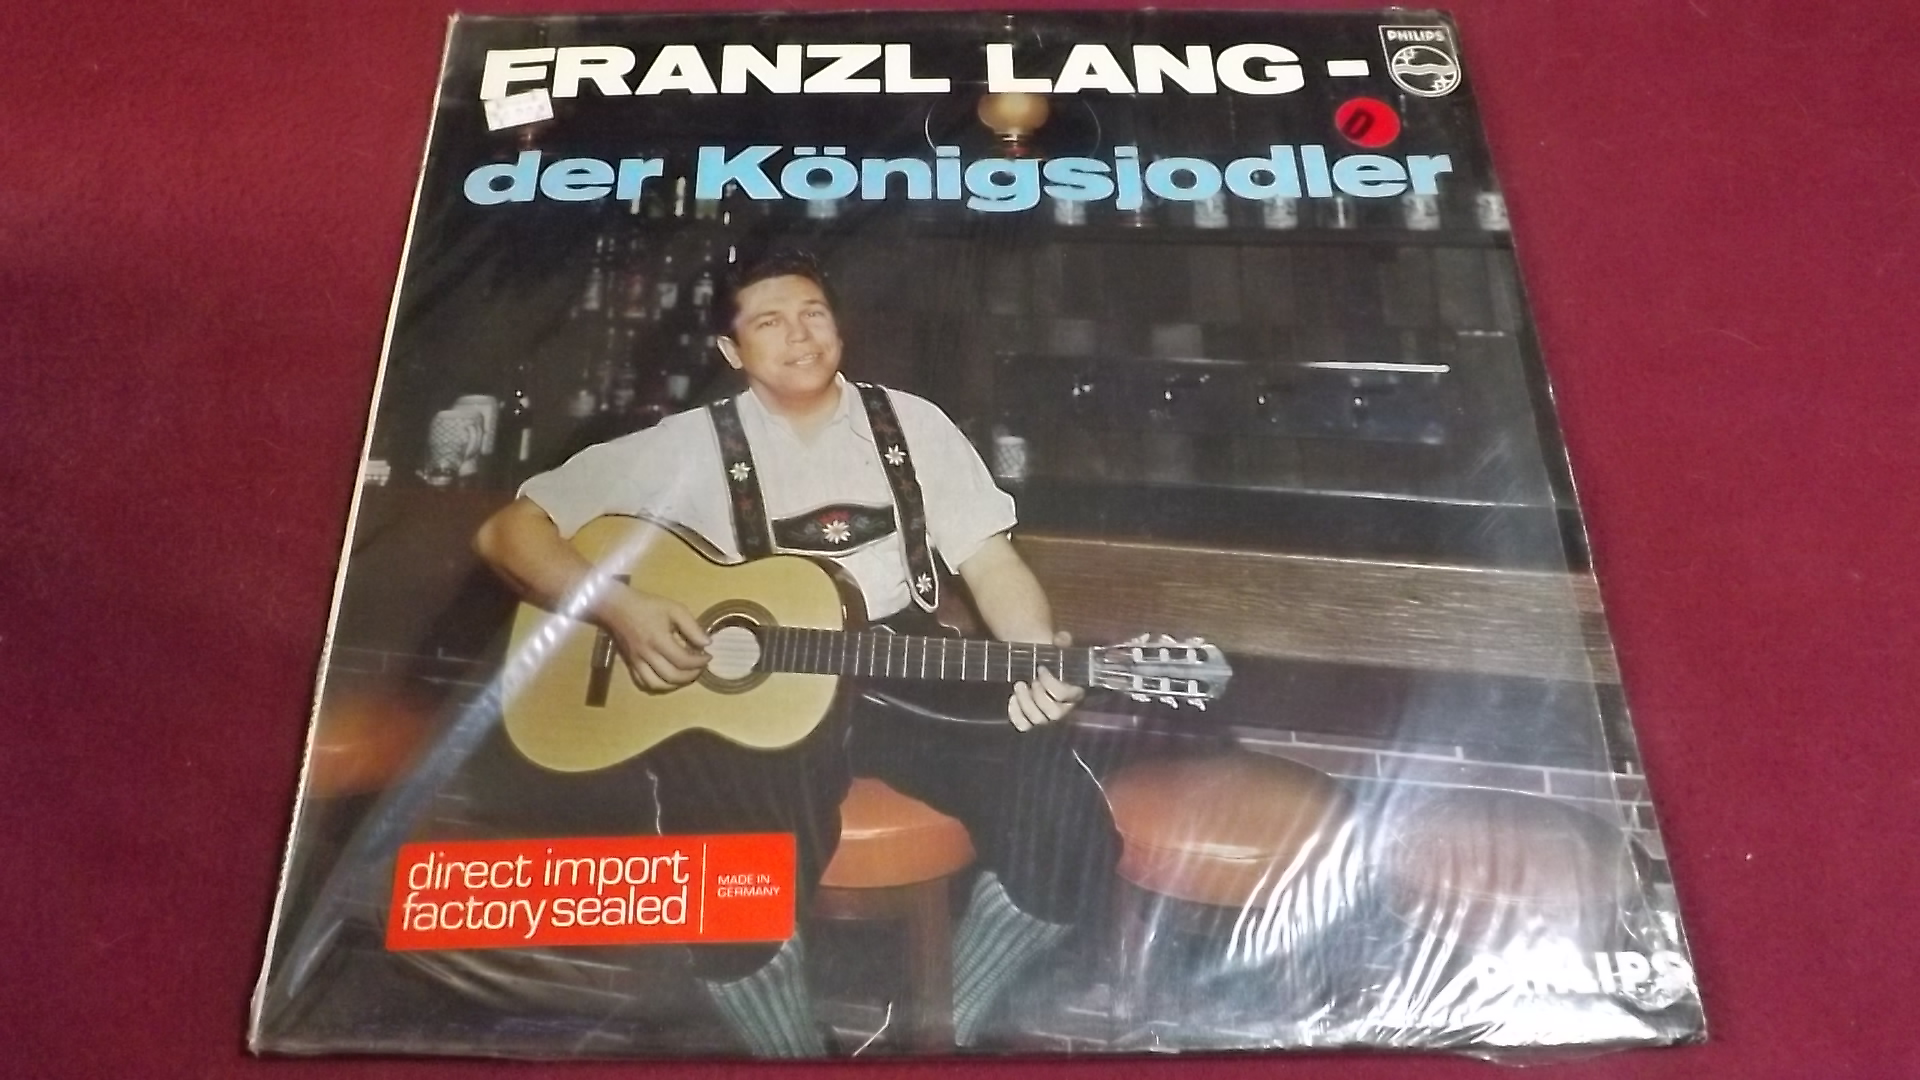 FRANZL LANG -
PHILIPS
D
der Königsjodler
direct import
factory sealed
MADE IN
GERMANY
PHILIPS